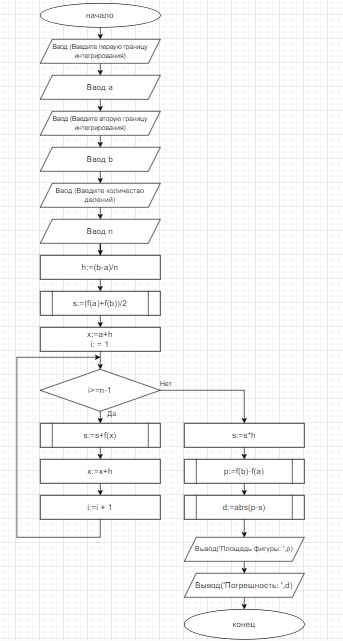 начало
Ввод (Введите первую границу
интегрирования)
Ввод a
Ввод (Введите вторую границу
интегрирования)
Ввод b
Ввод (Введите количество
делений)
Ввод n
h:=(b-a)/n
s:=(f(a)+f(b))/2
x:=a+h
i: = 1
i>=n-1
Нет
Да
s:=s+f(x)
x:=x+h
i:=i + 1
s:=s*h
p:=f(b)-f(a)
d:=abs(p-s)
Вывод('Площадь фигуры: ',p)
Вывод('Погрешность: ',d)
конец